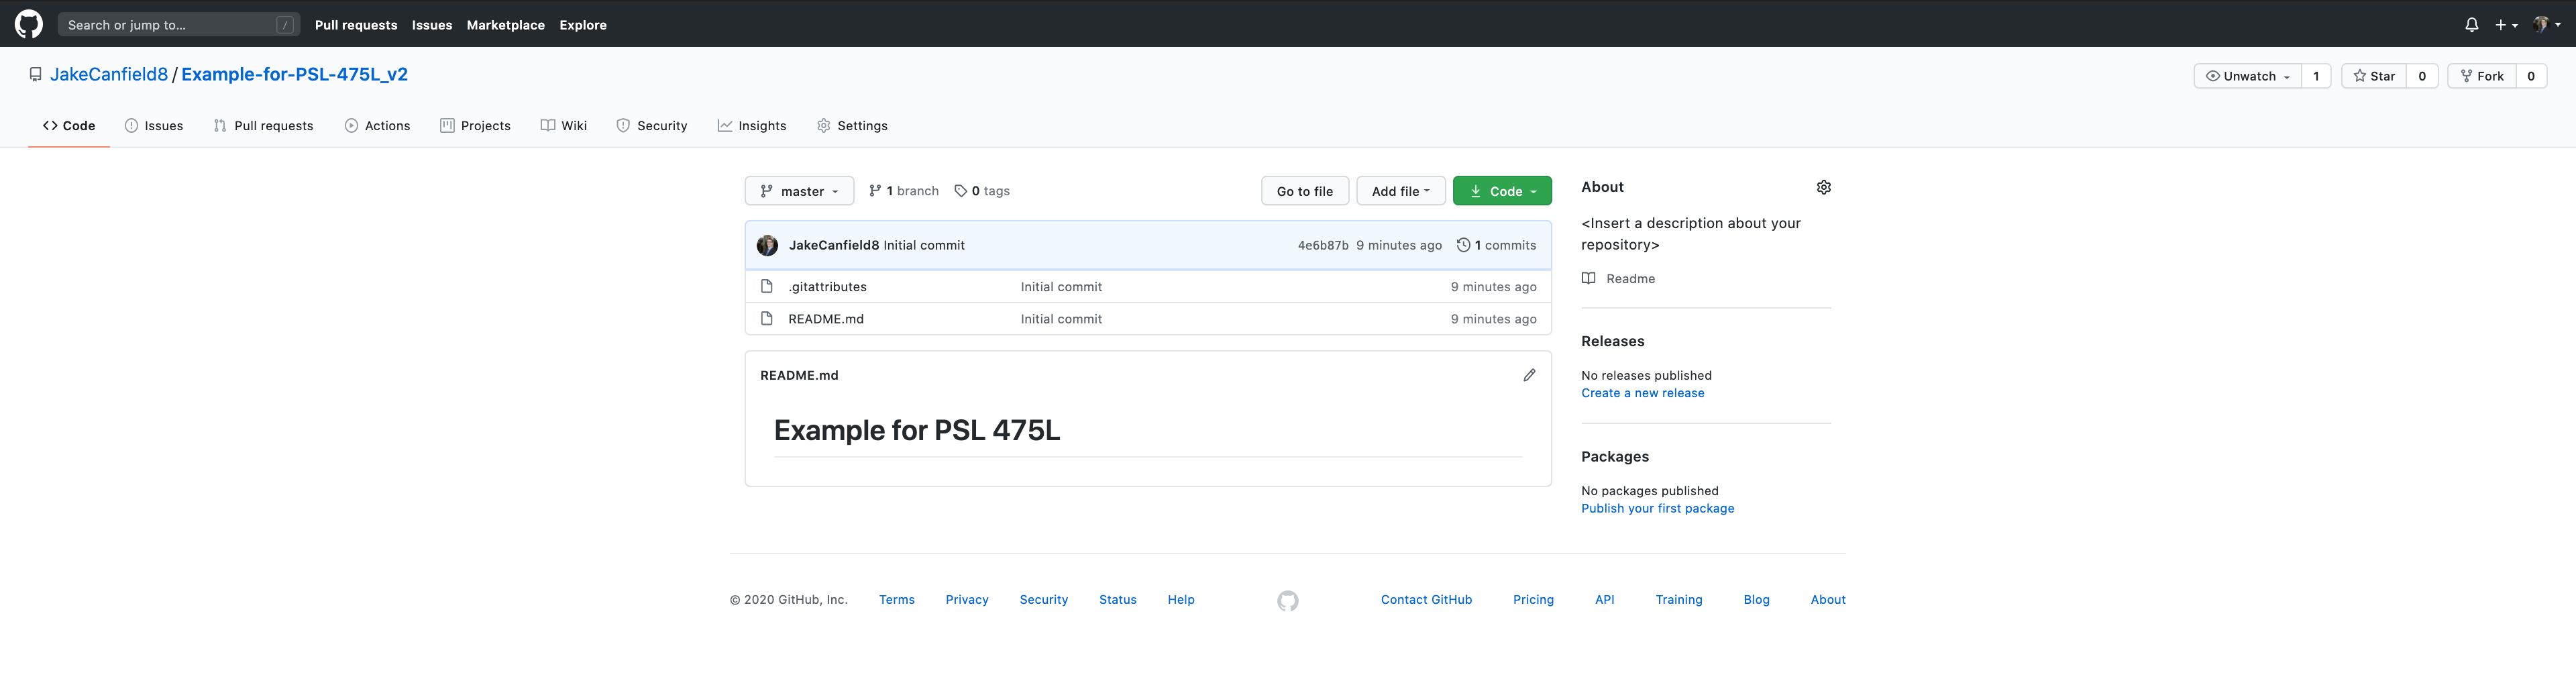 Search or jump to... /
Pull requests Issues Marketplace Explore
JakeCanfield8 / Example-for-PSL-475L_v2
Unwatch 1 Star 0 Fork 0
Code Issues Pull requests Actions Projects Wiki Security Insights Settings
master 1 branch 0 tags
Go to file Add file Code
JakeCanfield8 Initial commit 4e6b87b 9 minutes ago 1 commits
.gitattributes Initial commit 9 minutes ago
README.md Initial commit 9 minutes ago
README.md
Example for PSL 475L
About
<Insert a description about your
repository>
Readme
Releases
No releases published
Create a new release
Packages
No packages published
Publish your first package
© 2020 GitHub, Inc. Terms Privacy Security Status Help Contact GitHub Pricing API Training Blog About